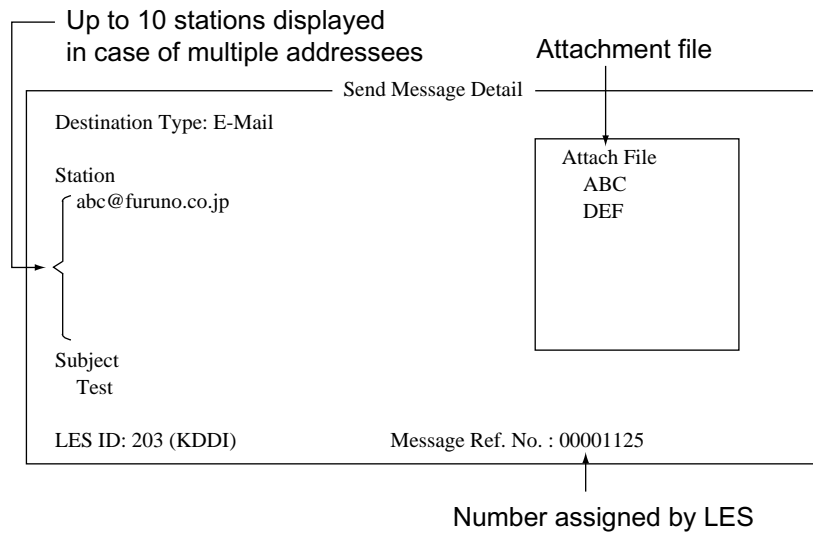 Up to 10 stations displayed
in case of multiple addressees
Attachment file
Send Message Detail
Destination Type: E-Mail
Attach File
ABC
DEF
Station
abc@furuno.co.jp
Subject
Test
LES ID: 203 (KDDI)
Message Ref. No. : 00001125
Number assigned by LES